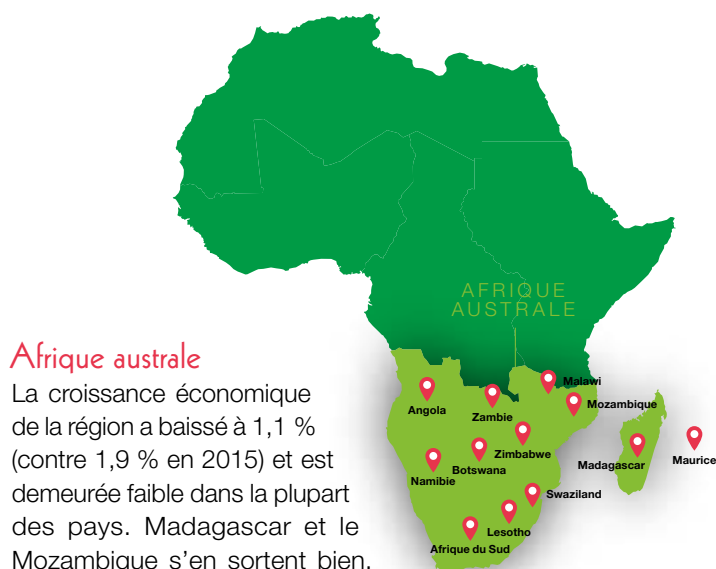 AFRIQUE
AUSTRALE
Afrique australe
La croissance économique
de la région a baissé à 1,1 %
(contre 1,9 % en 2015) et est
demeurée faible dans la plupart
des pays. Madagascar et le
Mozambique s’en sortent bien.
Malawi
Angola
Zambie
Mozambique
Zimbabwe
Botswana
Namibie
Madagascar
Maurice
Swaziland
Lesotho
Afrique du Sud